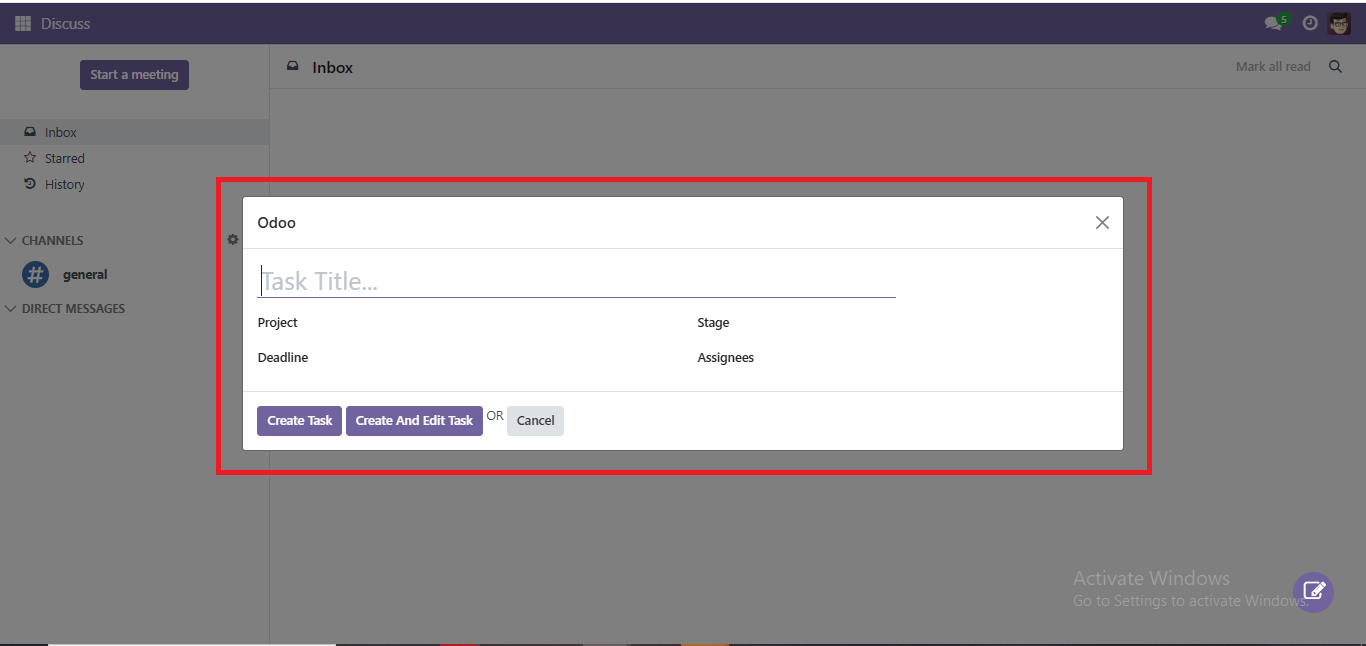 Discuss
5
Start a meeting
Inbox
Mark all read
Inbox
Starred
History
CHANNELS
general
DIRECT MESSAGES
Odoo
Task Title...
Project
Stage
Deadline
Assignees
Create Task Create And Edit Task OR Cancel
Activate Windows
Go to Settings to activate Windows.